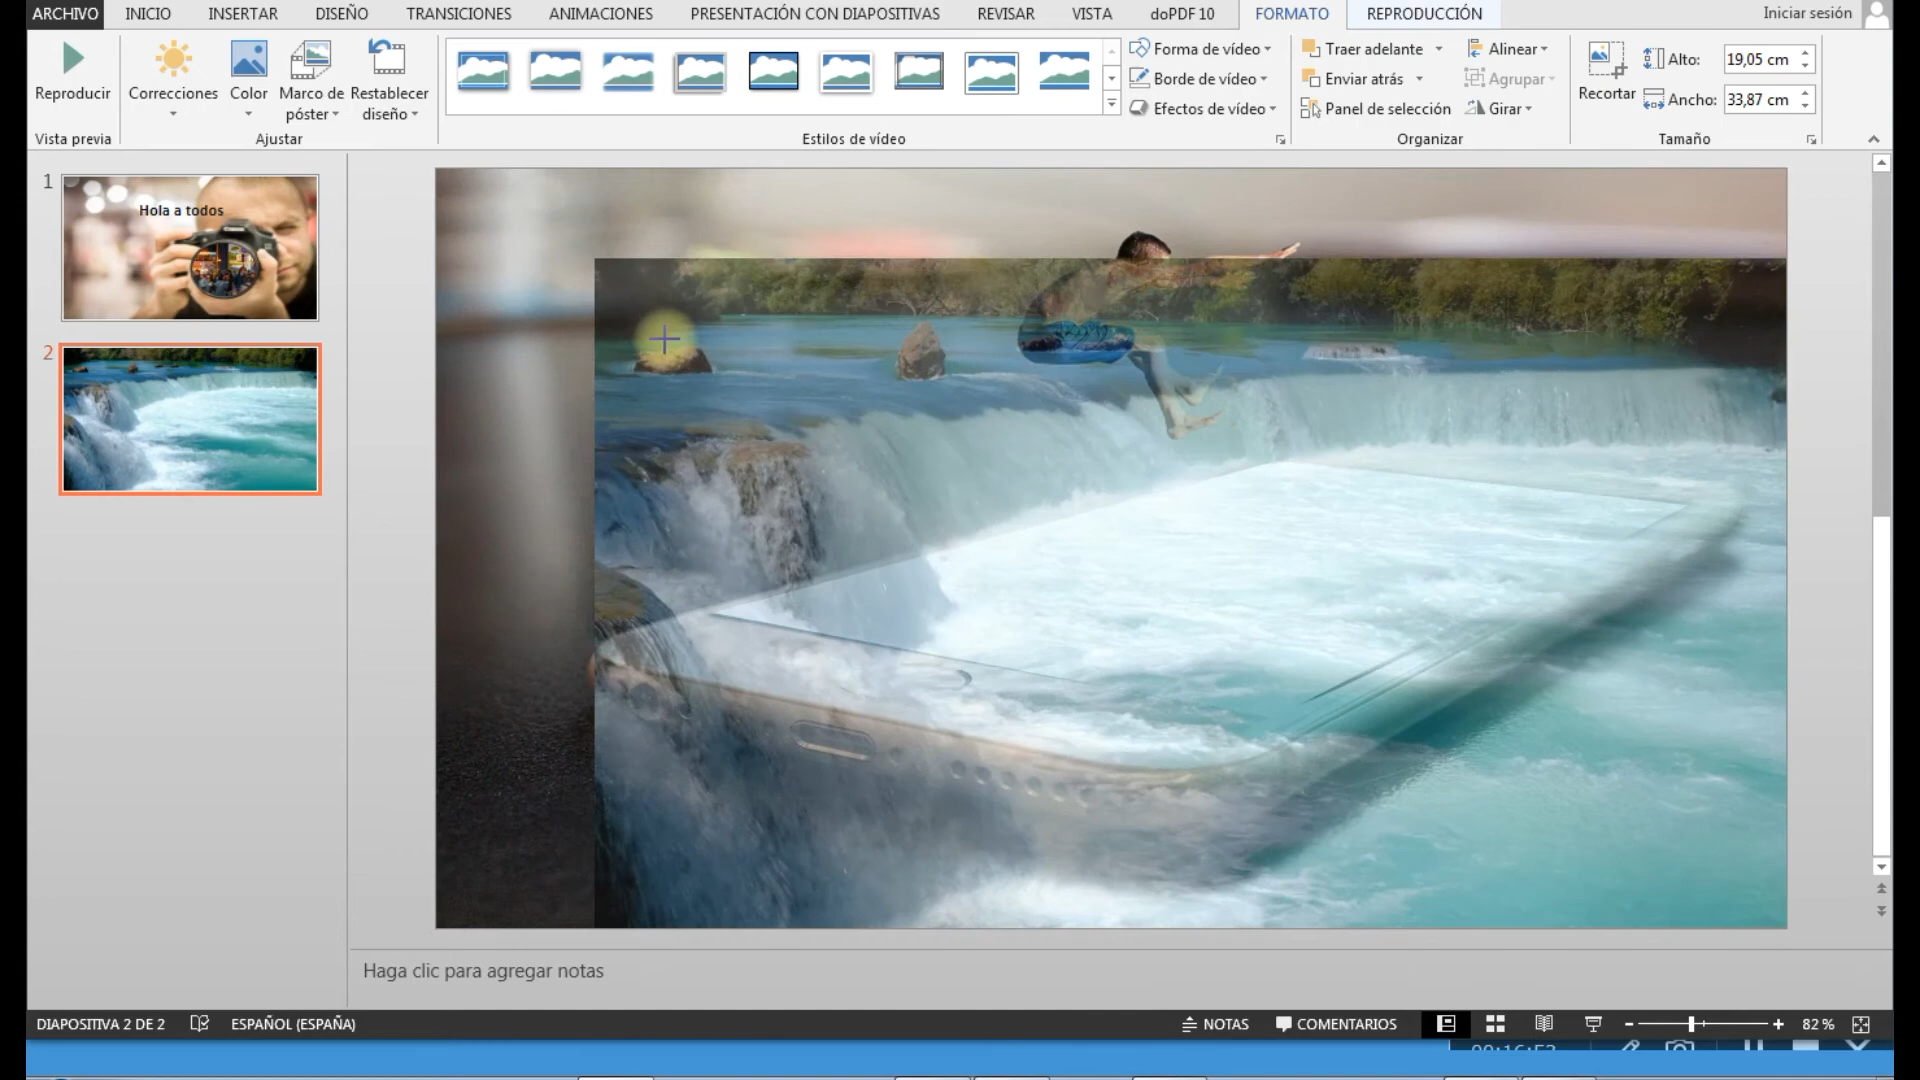 ARCHIVO INICIO INSERTAR DISEÑO TRANSICIONES ANIMACIONES PRESENTACIÓN CON DIAPOSITIVAS REVISAR VISTA doPDF 10 FORMATO REPRODUCCIÓN Iniciar sesión
Reproducir
Vista previa
Correcciones
Color
Marco de póster
Restablecer diseño
Ajustar
Estilos de vídeo
Forma de vídeo
Borde de vídeo
Efectos de vídeo
Traer adelante
Enviar atrás
Panel de selección
Alinear
Agrupar
Girar
Organizar
Recortar
Alto: 19,05 cm
Ancho: 33,87 cm
Tamaño
1
Hola a todos
2
Haga clic para agregar notas
DIAPOSITIVA 2 DE 2 ESPAÑOL (ESPAÑA) NOTAS COMENTARIOS 82 %